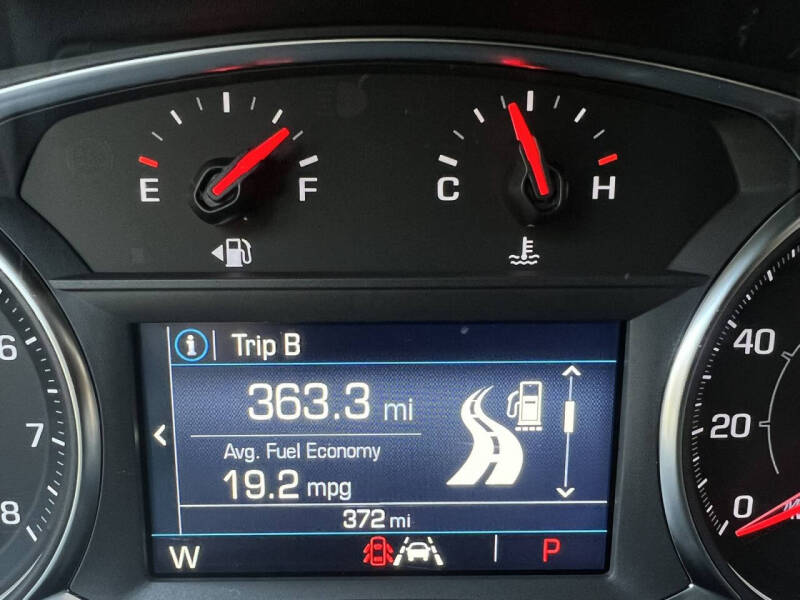 E F
C H
i Trip B
363.3 mi
Avg. Fuel Economy
19.2 mpg
372 mi
W P
6
7
8
40
20
0